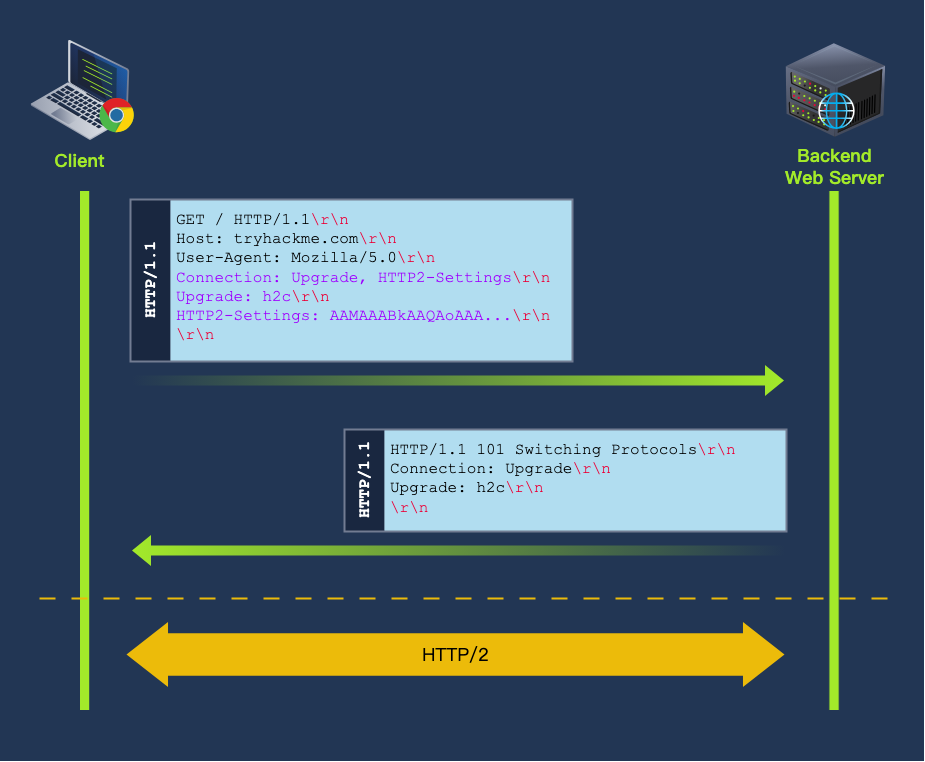 Client
Backend
Web Server
HTTP/1.1
GET / HTTP/1.1\r\n
Host: tryhackme.com\r\n
User-Agent: Mozilla/5.0\r\n
Connection: Upgrade, HTTP2-Settings\r\n
Upgrade: h2c\r\n
HTTP2-Settings: AAMAAABkAAQAoAAA...\r\n
\r\n
HTTP/1.1
HTTP/1.1 101 Switching Protocols\r\n
Connection: Upgrade\r\n
Upgrade: h2c\r\n
\r\n
HTTP/2